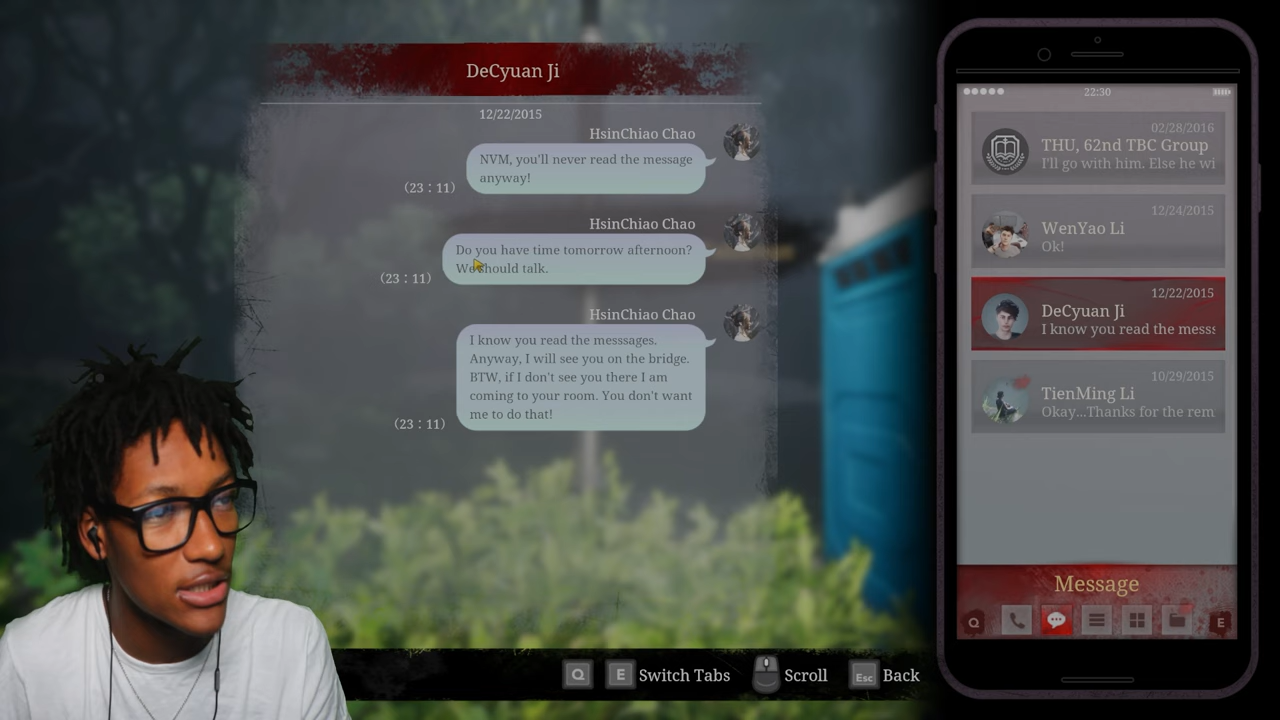 DeCyuan Ji
12/22/2015
HsinChiao Chao
NVM, you'll never read the message
anyway!
(23 : 11)
HsinChiao Chao
Do you have time tomorrow afternoon?
We should talk.
(23 : 11)
HsinChiao Chao
I know you read the messsages.
Anyway, I will see you on the bridge.
BTW, if I don't see you there I am
coming to your room. You don't want
me to do that!
(23 : 11)
Q E Switch Tabs Scroll Esc Back
22:30
02/28/2016
THU, 62nd TBC Group
I'll go with him. Else he wi
12/24/2015
WenYao Li
Ok!
12/22/2015
DeCyuan Ji
I know you read the messs
10/29/2015
TienMing Li
Okay...Thanks for the rem
Message
Q E